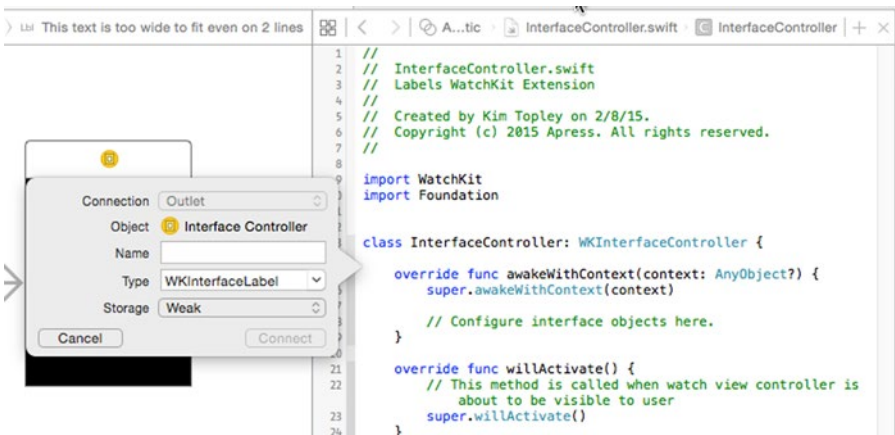 Lbl This text is too wide to fit even on 2 lines
A...tic InterfaceController.swift C InterfaceController
1 //
2 // InterfaceController.swift
3 // Labels WatchKit Extension
4 //
5 // Created by Kim Topley on 2/8/15.
6 // Copyright (c) 2015 Apress. All rights reserved.
7 //
8
9 import WatchKit
0 import Foundation
class InterfaceController: WKInterfaceController {
override func awakeWithContext(context: AnyObject?) {
super.awakeWithContext(context)
// Configure interface objects here.
}
20
21 override func willActivate() {
22 // This method is called when watch view controller is
about to be visible to user
23 super.willActivate()
24 }
Connection Outlet
Object Interface Controller
Name
Type WKInterfaceLabel
Storage Weak
Cancel Connect